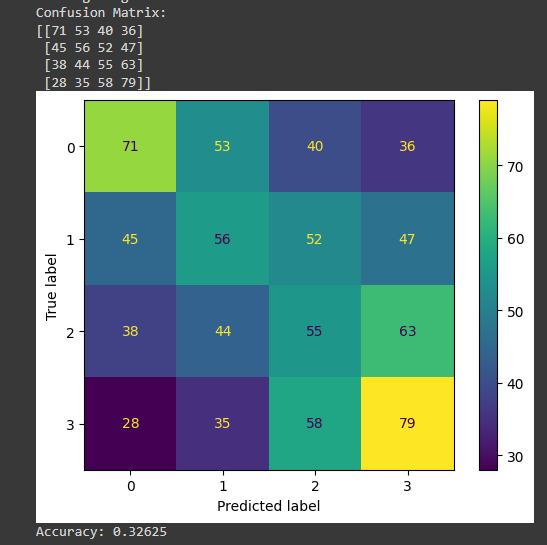 Confusion Matrix:
[[71 53 40 36]
[45 56 52 47]
[38 44 55 63]
[28 35 58 79]]
0 71 53 40 36
1 45 56 52 47
2 38 44 55 63
3 28 35 58 79
0 1 2 3
True label
Predicted label
70
60
50
40
30
Accuracy: 0.32625